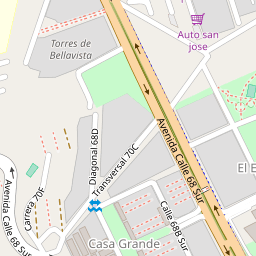 Torres de
Bellavista
Auto san
jose
Avenida Calle 68 Sur
Diagonal 68D
Transversal 70C
Carrera 70F
Avenida Calle 68 Sur
El E
Calle 68B Sur
Casa Grande